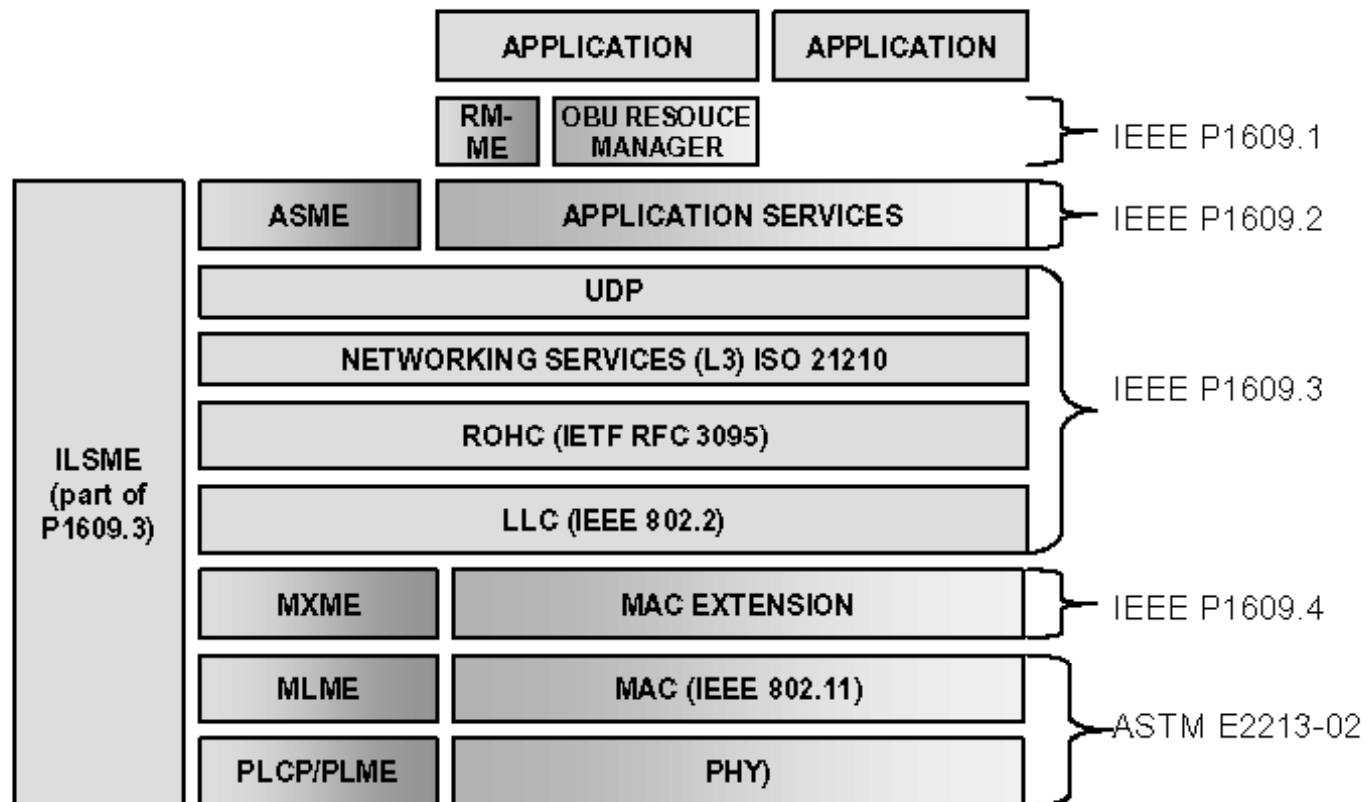 APPLICATION
APPLICATION
RM-
ME
OBU RESOUCE
MANAGER
IEEE P1609.1
ASME
APPLICATION SERVICES
IEEE P1609.2
UDP
NETWORKING SERVICES (L3) ISO 21210
IEEE P1609.3
ROHC (IETF RFC 3095)
ILSME
(part of
P1609.3)
LLC (IEEE 802.2)
MXME
MAC EXTENSION
IEEE P1609.4
MLME
MAC (IEEE 802.11)
ASTM E2213-02
PLCP/PLME
PHY)